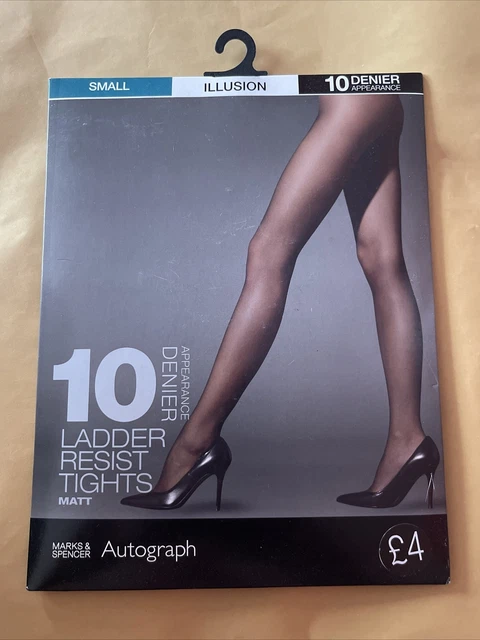 SMALL
ILLUSION
10 DENIER
APPEARANCE
10
DENIER
APPEARANCE
LADDER
RESIST
TIGHTS
MATT
MARKS &
SPENCER
Autograph
£4